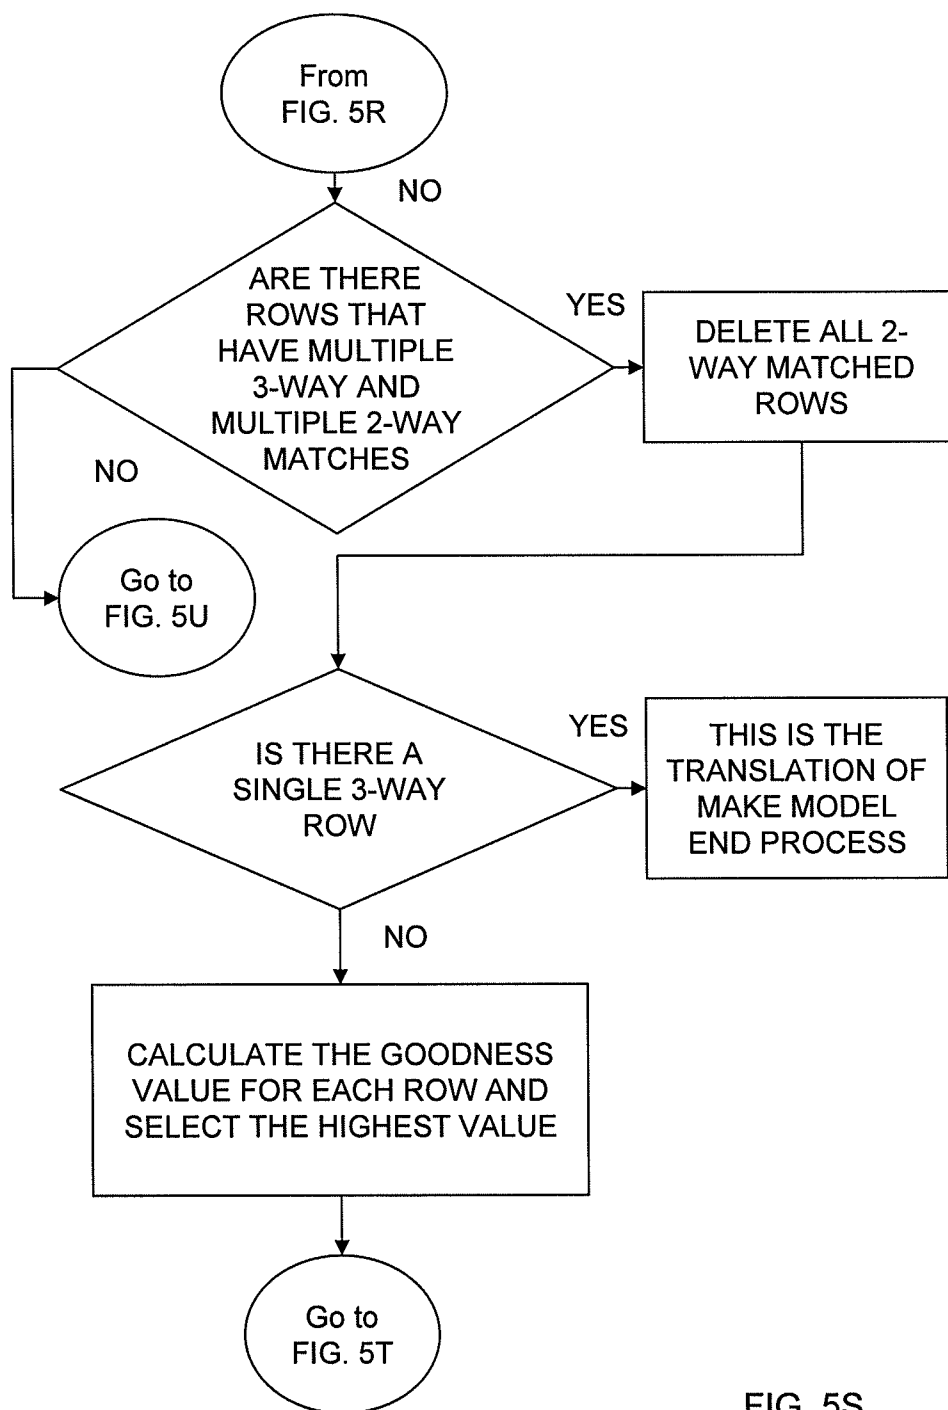 From
FIG. 5R
NO
ARE THERE
ROWS THAT
HAVE MULTIPLE
3-WAY AND
MULTIPLE 2-WAY
MATCHES
YES
DELETE ALL 2-
WAY MATCHED
ROWS
NO
Go to
FIG. 5U
IS THERE A
SINGLE 3-WAY
ROW
YES
THIS IS THE
TRANSLATION OF
MAKE MODEL
END PROCESS
NO
CALCULATE THE GOODNESS
VALUE FOR EACH ROW AND
SELECT THE HIGHEST VALUE
Go to
FIG. 5T
FIG. 5S